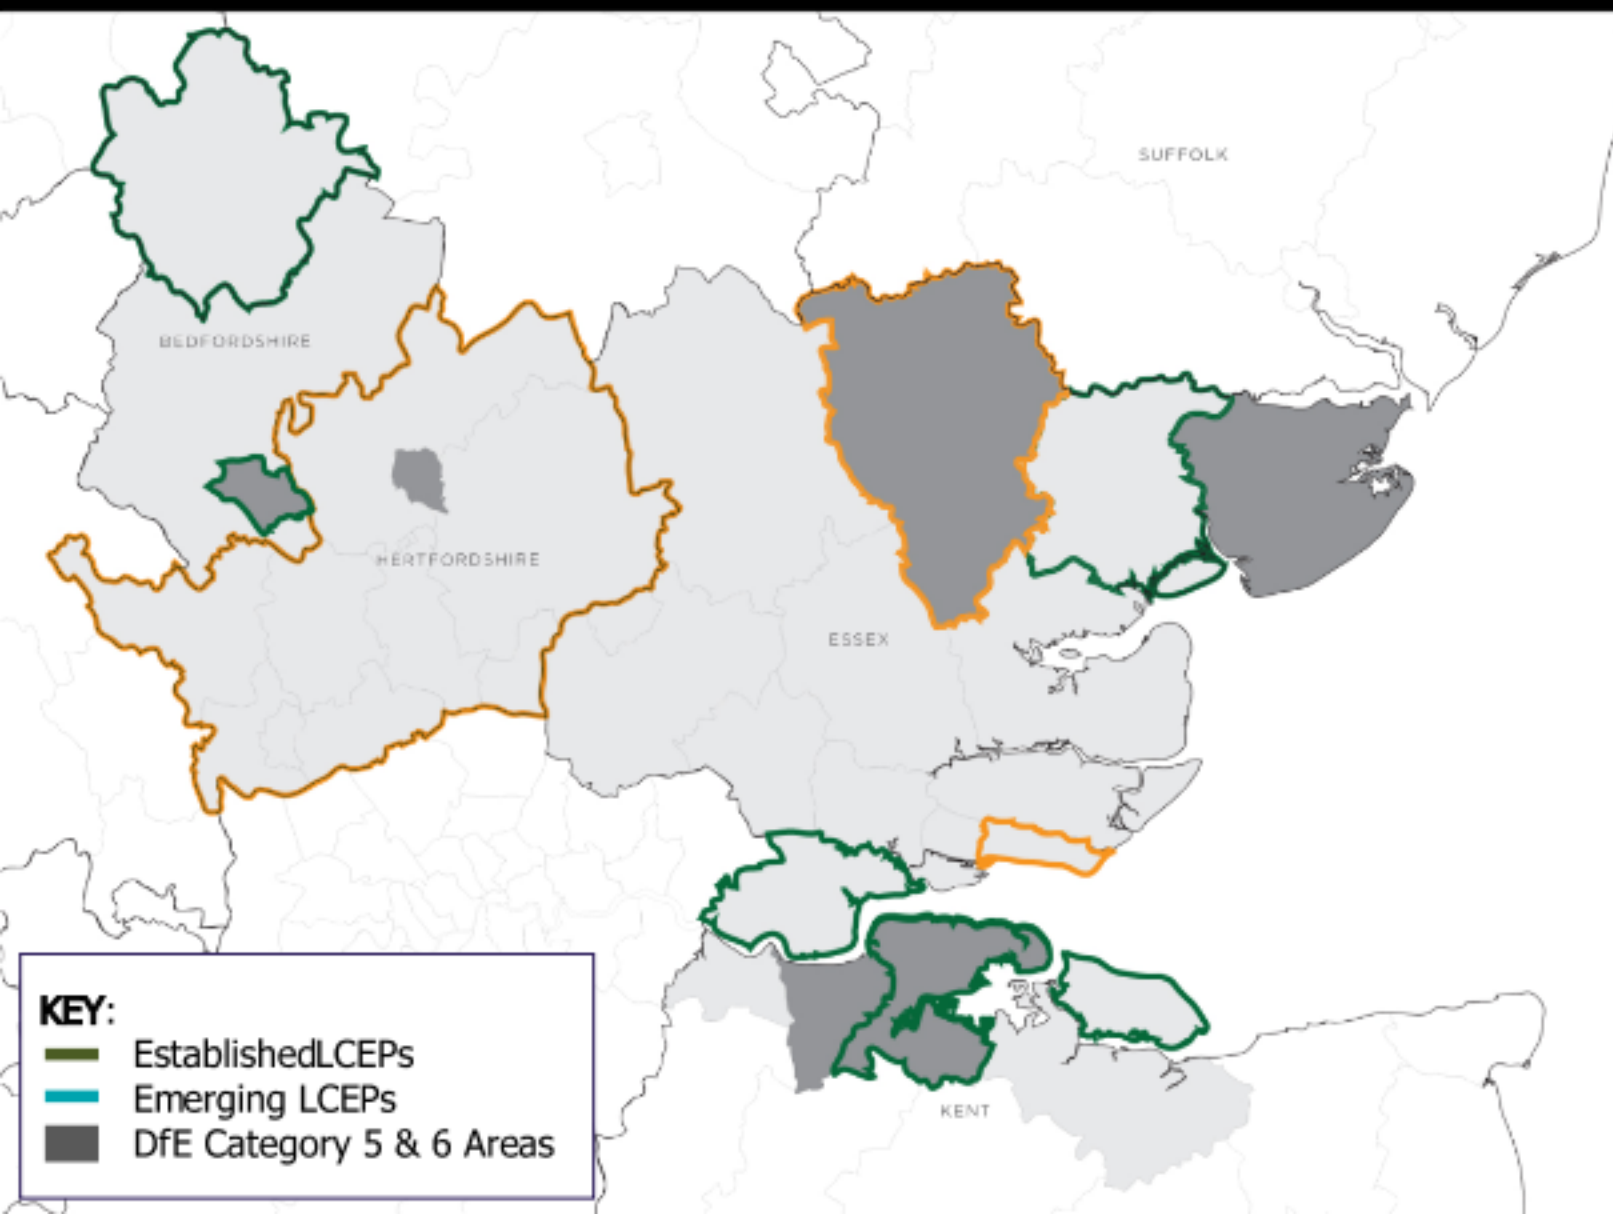 SUFFOLK
BEDFORDSHIRE
HERTFORDSHIRE
ESSEX
KENT
KEY:
EstablishedLCEPs
Emerging LCEPs
DfE Category 5 & 6 Areas